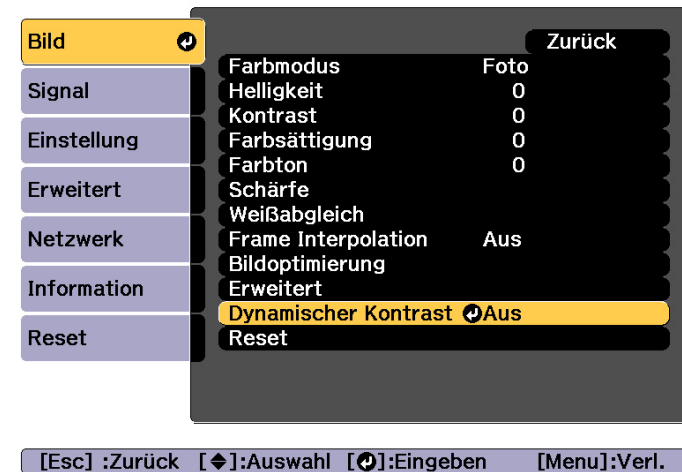 Bild
Signal
Einstellung
Erweitert
Netzwerk
Information
Reset
Zurück
Farbmodus Foto
Helligkeit 0
Kontrast 0
Farbsättigung 0
Farbton 0
Schärfe
Weißabgleich
Frame Interpolation Aus
Bildoptimierung
Erweitert
Dynamischer Kontrast Aus
Reset
[Esc] :Zurück [◆]:Auswahl [↵]:Eingeben [Menu]:Verl.